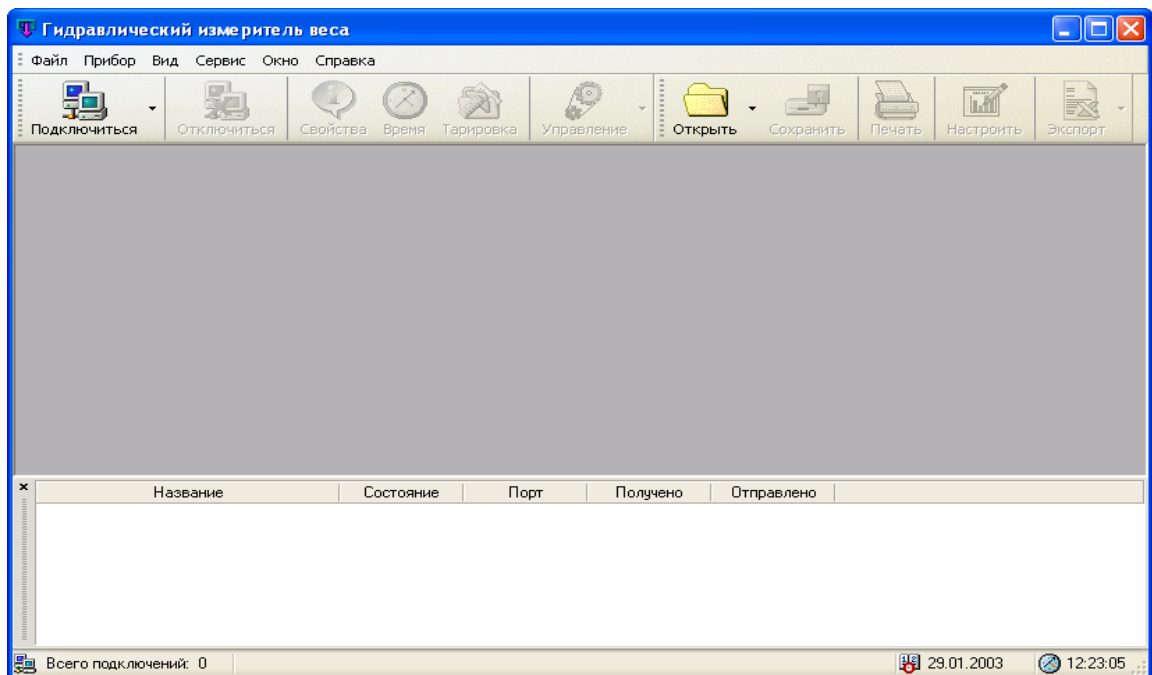 Гидравлический измеритель веса
Файл Прибор Вид Сервис Окно Справка
Подключиться Отключиться Свойства Время Тарировка Управление Открыть Сохранить Печать Настроить Экспорт
Название Состояние Порт Получено Отправлено
Всего подключений: 0 29.01.2003 12:23:05